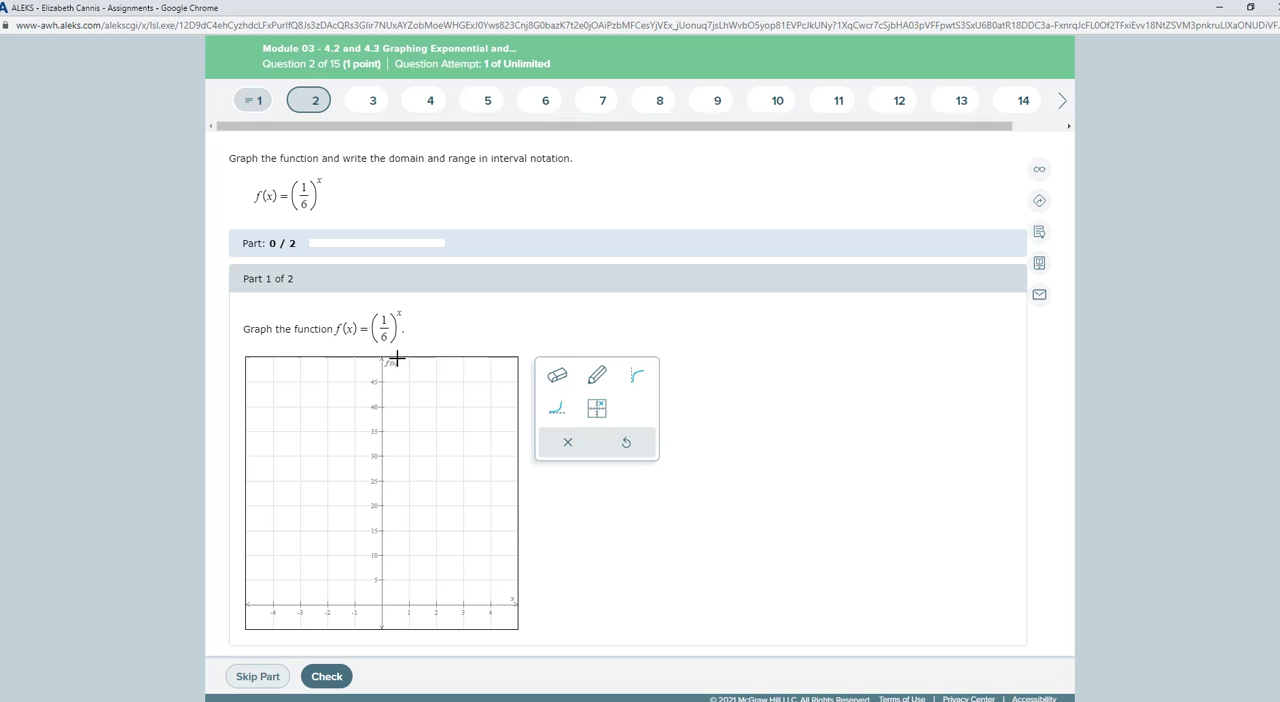 ALEKS - Elizabeth Cannis - Assignments - Google Chrome
Module 03 - 4.2 and 4.3 Graphing Exponential and...
Question 2 of 15 (1 point) | Question Attempt: 1 of Unlimited
= 1 2 3 4 5 6 7 8 9 10 11 12 13 14
Graph the function and write the domain and range in interval notation.
f(x) = (1/6)^x
Part: 0 / 2
Part 1 of 2
Graph the function f(x) = (1/6)^x.
45
40
35
30
25
20
15
10
5
x
-4 -3 -2 -1 1 2 3 4
Skip Part Check
© 2021 McGraw Hill LLC. All Rights Reserved Terms of Use | Privacy Center | Accessibility